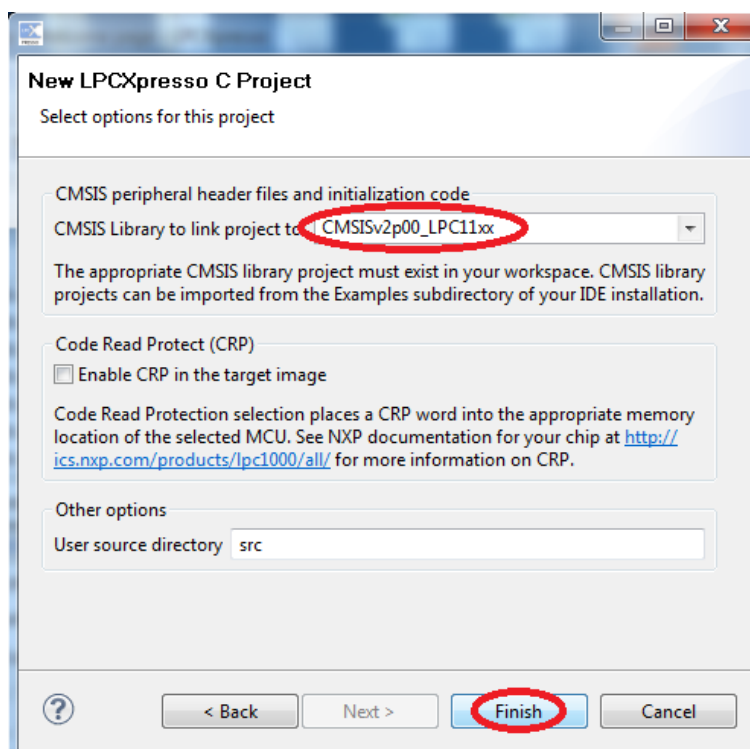 New LPCXpresso C Project
Select options for this project
CMSIS peripheral header files and initialization code
CMSIS Library to link project to CMSISv2p00_LPC11xx
The appropriate CMSIS library project must exist in your workspace. CMSIS library
projects can be imported from the Examples subdirectory of your IDE installation.
Code Read Protect (CRP)
Enable CRP in the target image
Code Read Protection selection places a CRP word into the appropriate memory
location of the selected MCU. See NXP documentation for your chip at http://
ics.nxp.com/products/lpc1000/all/ for more information on CRP.
Other options
User source directory src
? < Back Next > Finish Cancel